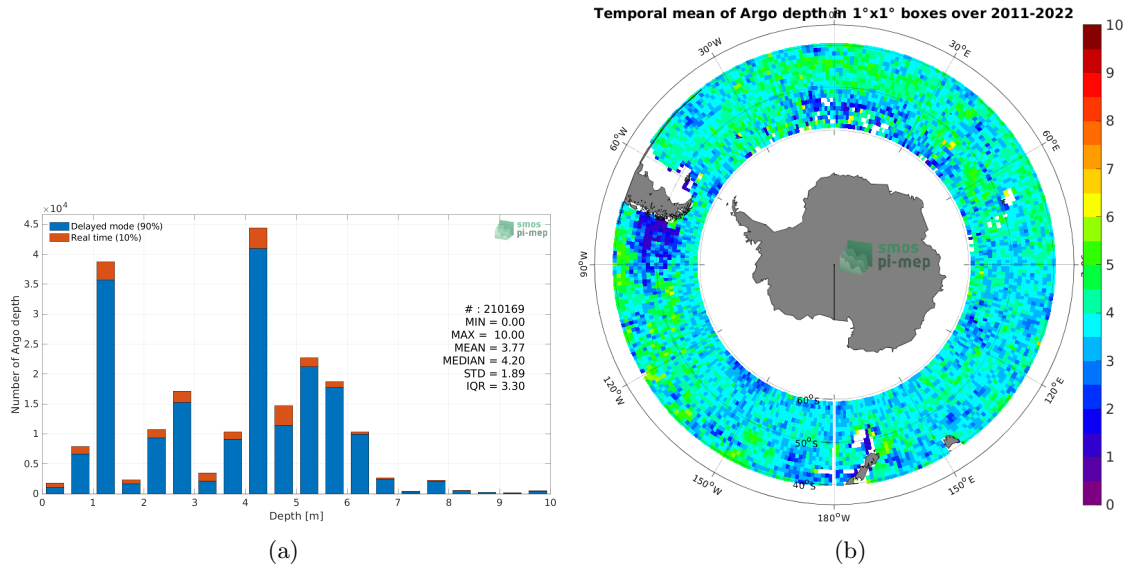 ×10⁴
4.5
4
3.5
3
2.5
2
1.5
1
0.5
0
Number of Argo depth
Delayed mode (90%)
Real time (10%)
smos
pi-mep
# : 210169
MIN = 0.00
MAX = 10.00
MEAN = 3.77
MEDIAN = 4.20
STD = 1.89
IQR = 3.30
0 1 2 3 4 5 6 7 8 9 10
Depth [m]
(a)
Temporal mean of Argo depth in 1°x1° boxes over 2011-2022
30°W
30°E
60°W
60°E
90°W
120°W
120°E
150°W
150°E
180°W
60°S
50°S
40°S
smos
pi-mep
10
9
8
7
6
5
4
3
2
1
0
(b)